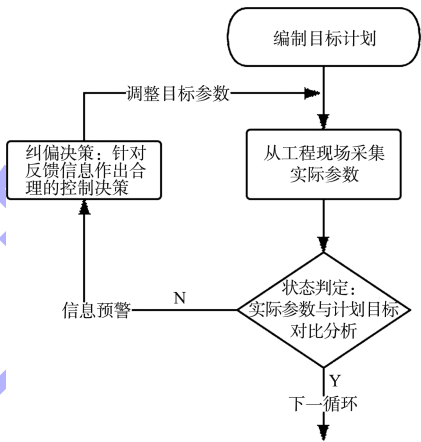 编制目标计划
调整目标参数
纠偏决策：针对
反馈信息作出合
理的控制决策
从工程现场采集
实际参数
状态判定：
实际参数与计划目标
对比分析
N
信息预警
Y
下一循环